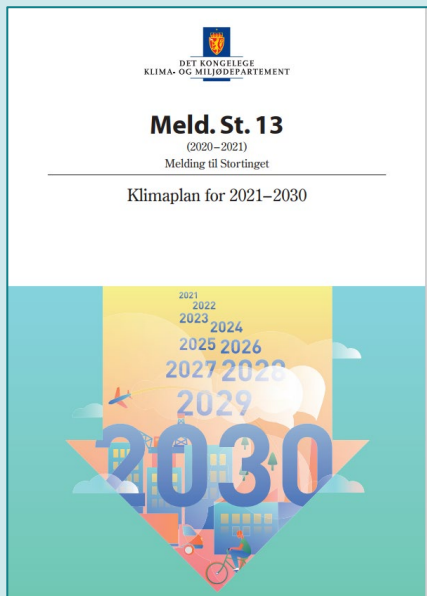 DET KONGELEGE
KLIMA- OG MILJØDEPARTEMENT
Meld. St. 13
(2020–2021)
Melding til Stortinget
Klimaplan for 2021–2030
2021
2022
2023
2024
2025 2026
2027 2028
2029
2030